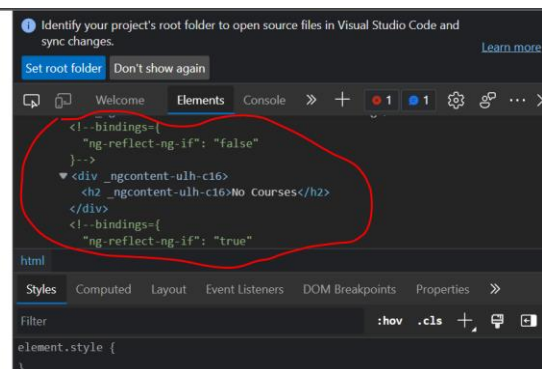 Identify your project's root folder to open source files in Visual Studio Code and
sync changes.
Learn more
Set root folder Don't show again
Welcome Elements Console » + 1 1
<!--bindings={
"ng-reflect-ng-if": "false"
}-->
▼<div _ngcontent-ulh-c16>
<h2 _ngcontent-ulh-c16>No Courses</h2>
</div>
<!--bindings={
"ng-reflect-ng-if": "true"
html
Styles Computed Layout Event Listeners DOM Breakpoints Properties »
Filter :hov .cls +
element.style {
}